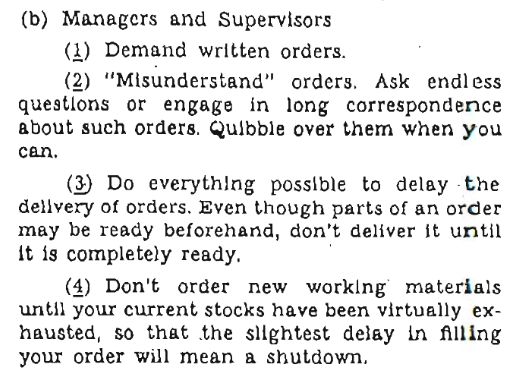 (b) Managers and Supervisors
(1) Demand written orders.
(2) "Misunderstand" orders. Ask endless
questions or engage in long correspondence
about such orders. Quibble over them when you
can.
(3) Do everything possible to delay the
delivery of orders. Even though parts of an order
may be ready beforehand, don't deliver it until
it is completely ready.
(4) Don't order new working materials
until your current stocks have been virtually ex-
hausted, so that the slightest delay in filling
your order will mean a shutdown.